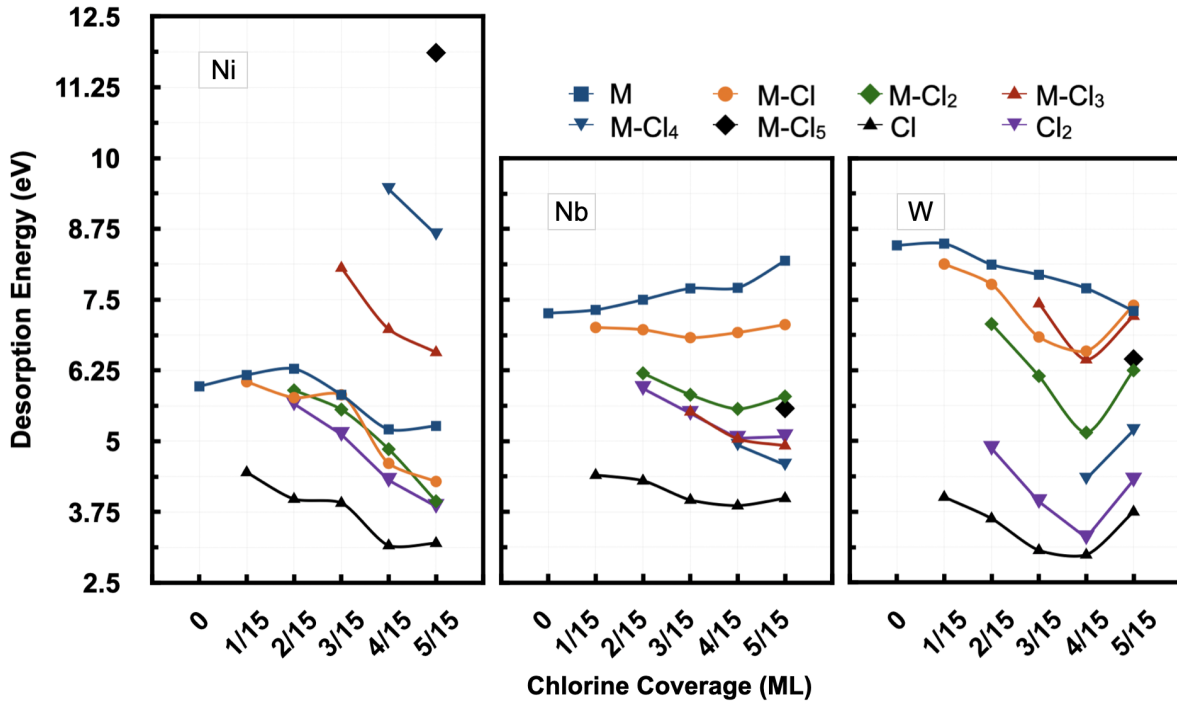 12.5
11.25
10
8.75
7.5
6.25
5
3.75
2.5
Desorption Energy (eV)
Ni
M
M-Cl
M-Cl₂
M-Cl₃
M-Cl₄
M-Cl₅
Cl
Cl₂
Nb
W
0
1/15
2/15
3/15
4/15
5/15
0
1/15
2/15
3/15
4/15
5/15
0
1/15
2/15
3/15
4/15
5/15
Chlorine Coverage (ML)